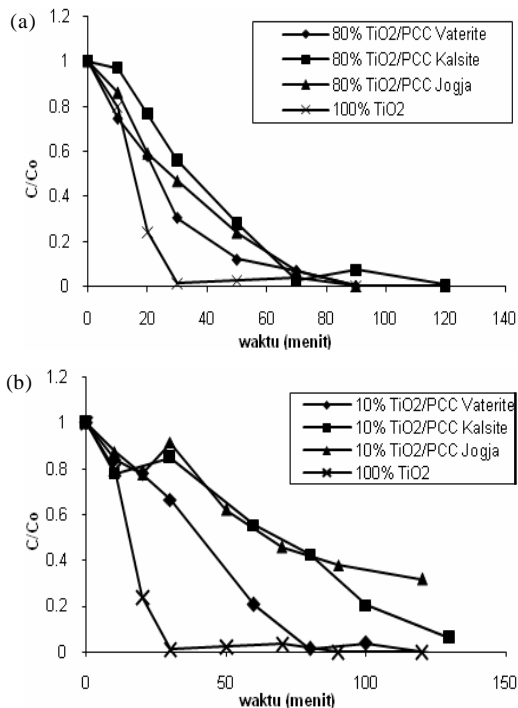 (a)
1.2
1
0.8
0.6
0.4
0.2
0
C/Co
80% TiO2/PCC Vaterite
80% TiO2/PCC Kalsite
80% TiO2/PCC Jogja
100% TiO2
0 20 40 60 80 100 120 140
waktu (menit)
(b)
1.2
1
0.8
0.6
0.4
0.2
0
C/Co
10% TiO2/PCC Vaterite
10% TiO2/PCC Kalsite
10% TiO2/PCC Jogja
100% TiO2
0 50 100 150
waktu (menit)